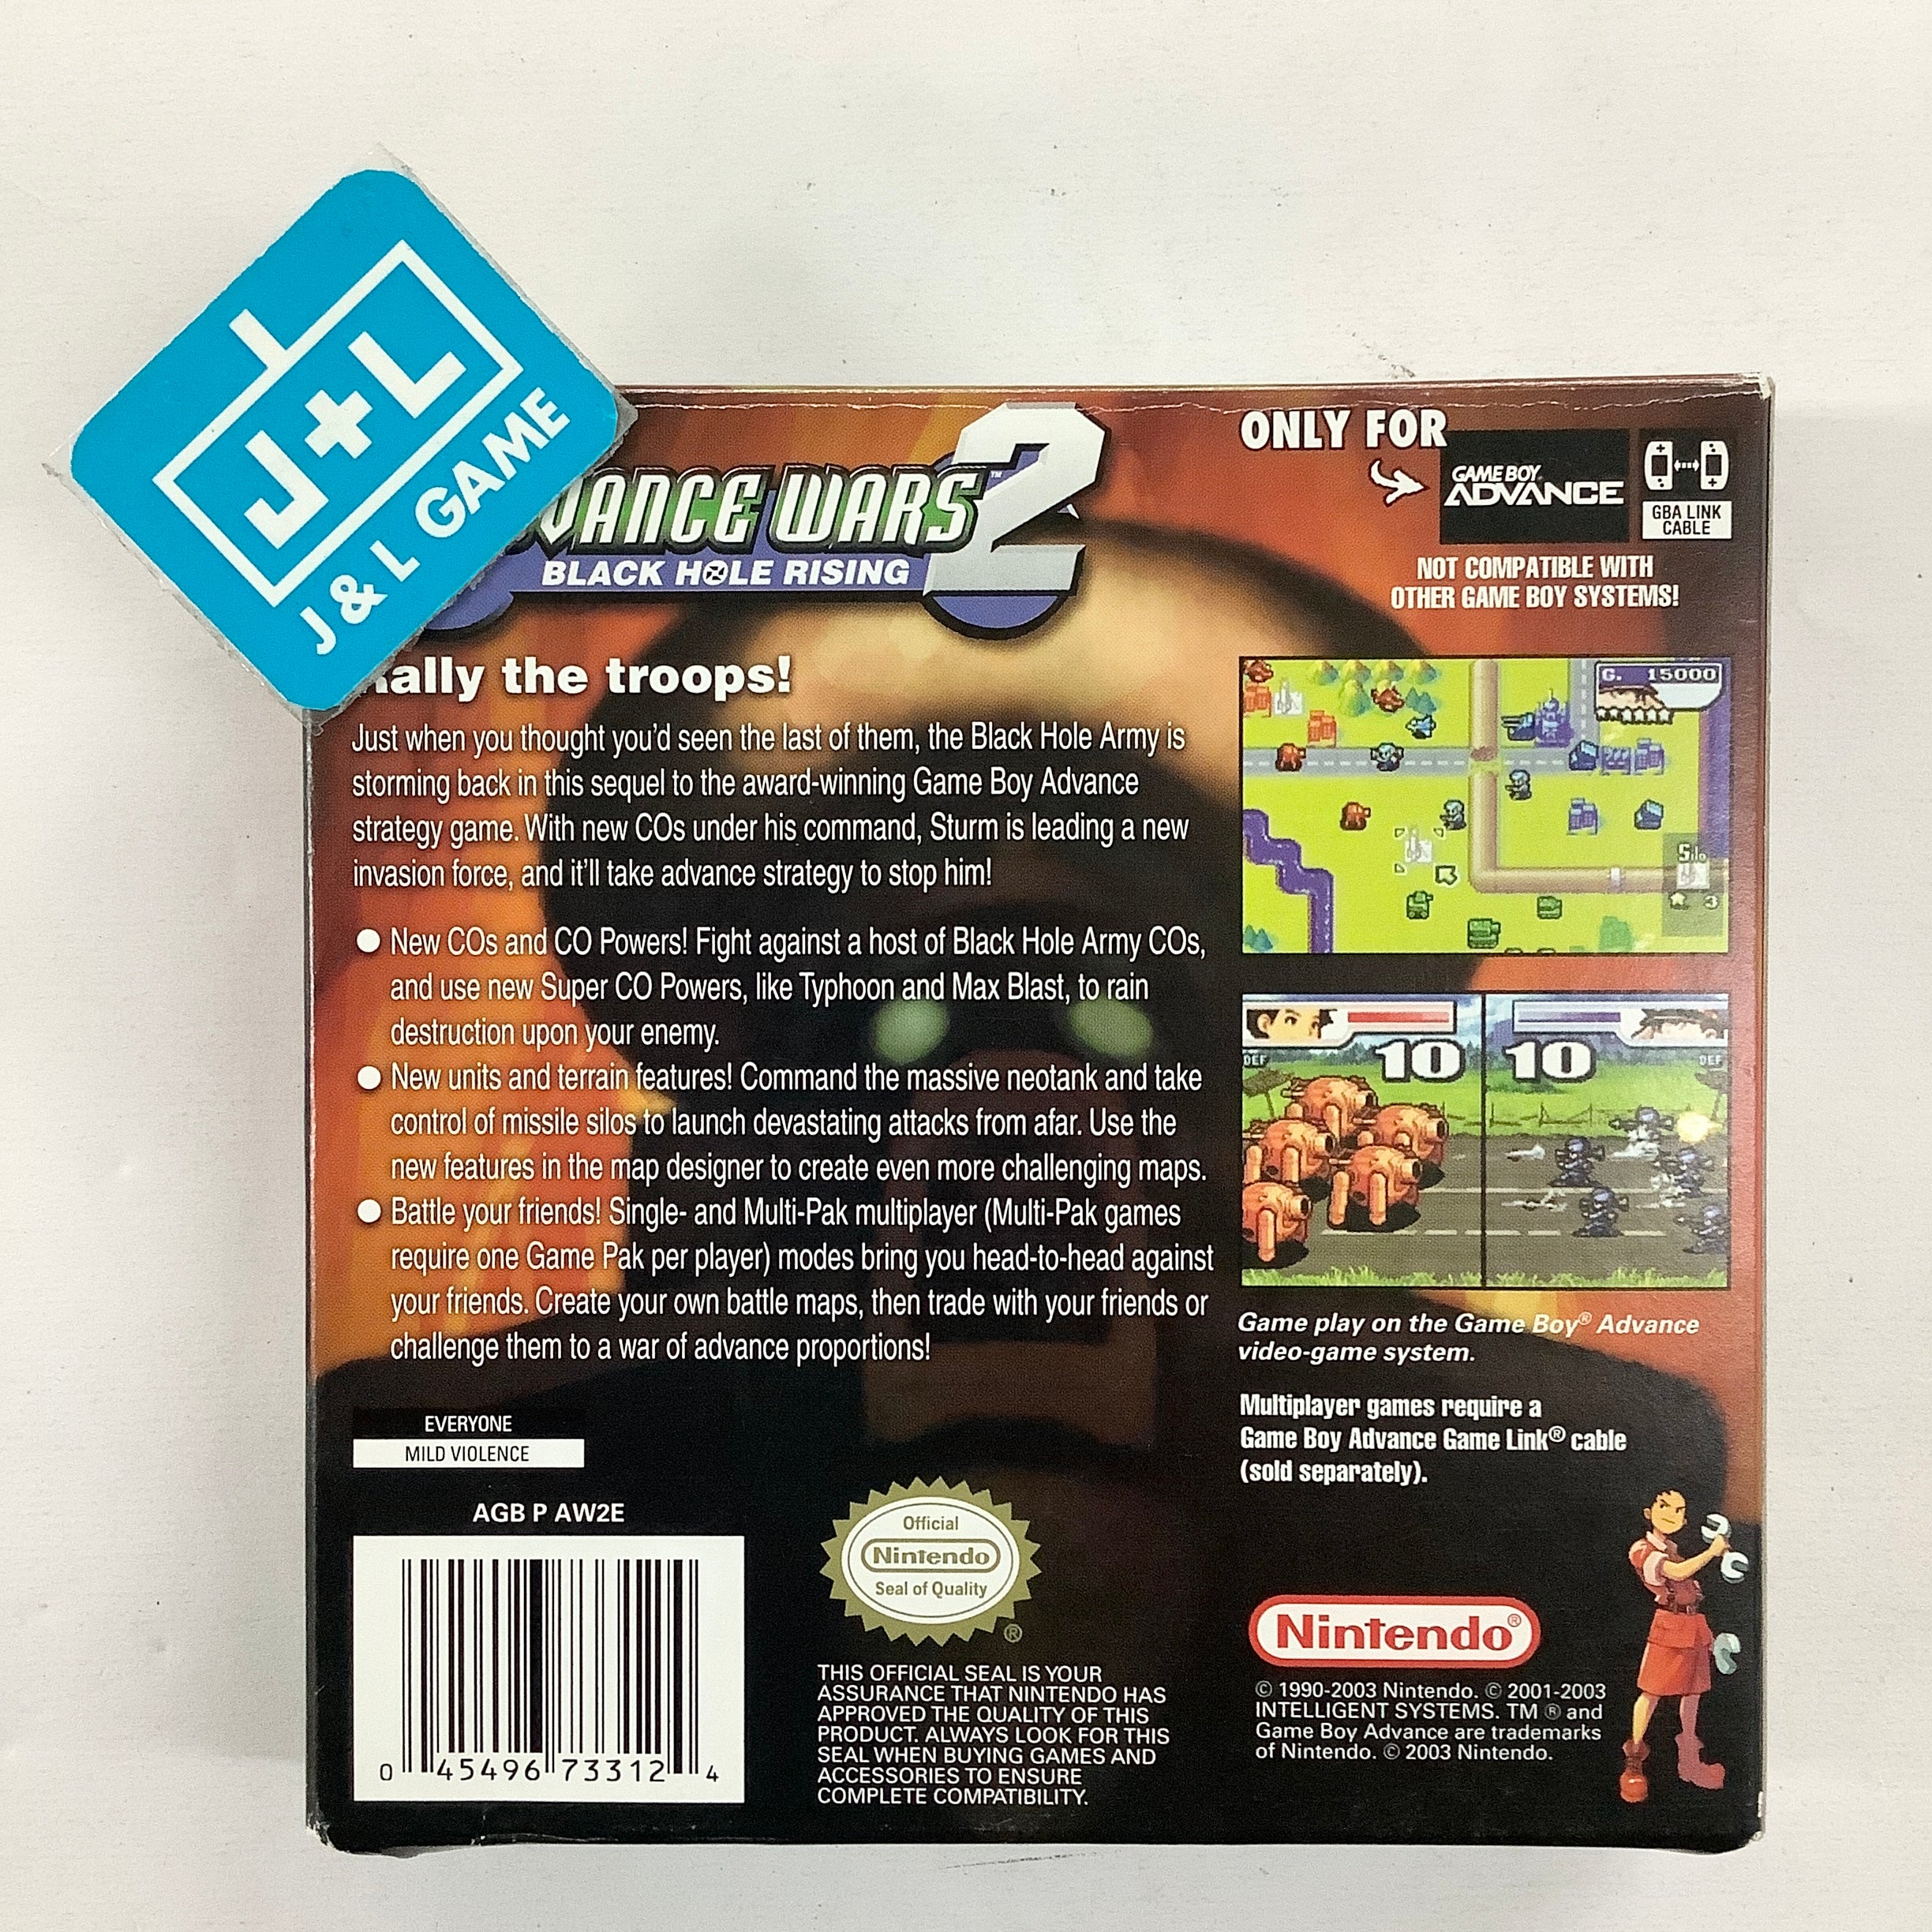 J+L
J & L GAME
VANCE WARS 2 ™
BLACK HOLE RISING
ONLY FOR
GAME BOY
ADVANCE
GBA LINK
CABLE
NOT COMPATIBLE WITH
OTHER GAME BOY SYSTEMS!
Rally the troops!
Just when you thought you'd seen the last of them, the Black Hole Army is
storming back in this sequel to the award-winning Game Boy Advance
strategy game. With new COs under his command, Sturm is leading a new
invasion force, and it'll take advance strategy to stop him!
● New COs and CO Powers! Fight against a host of Black Hole Army COs,
and use new Super CO Powers, like Typhoon and Max Blast, to rain
destruction upon your enemy.
● New units and terrain features! Command the massive neotank and take
control of missile silos to launch devastating attacks from afar. Use the
new features in the map designer to create even more challenging maps.
● Battle your friends! Single- and Multi-Pak multiplayer (Multi-Pak games
require one Game Pak per player) modes bring you head-to-head against
your friends. Create your own battle maps, then trade with your friends or
challenge them to a war of advance proportions!
G. 15000
Silo
3
10 10
DEF DEF
Game play on the Game Boy® Advance
video-game system.
Multiplayer games require a
Game Boy Advance Game Link® cable
(sold separately).
EVERYONE
MILD VIOLENCE
AGB P AW2E
0 45496 73312 4
Official
Nintendo
Seal of Quality
®
THIS OFFICIAL SEAL IS YOUR
ASSURANCE THAT NINTENDO HAS
APPROVED THE QUALITY OF THIS
PRODUCT. ALWAYS LOOK FOR THIS
SEAL WHEN BUYING GAMES AND
ACCESSORIES TO ENSURE
COMPLETE COMPATIBILITY.
Nintendo®
© 1990-2003 Nintendo. © 2001-2003
INTELLIGENT SYSTEMS. TM ® and
Game Boy Advance are trademarks
of Nintendo. © 2003 Nintendo.